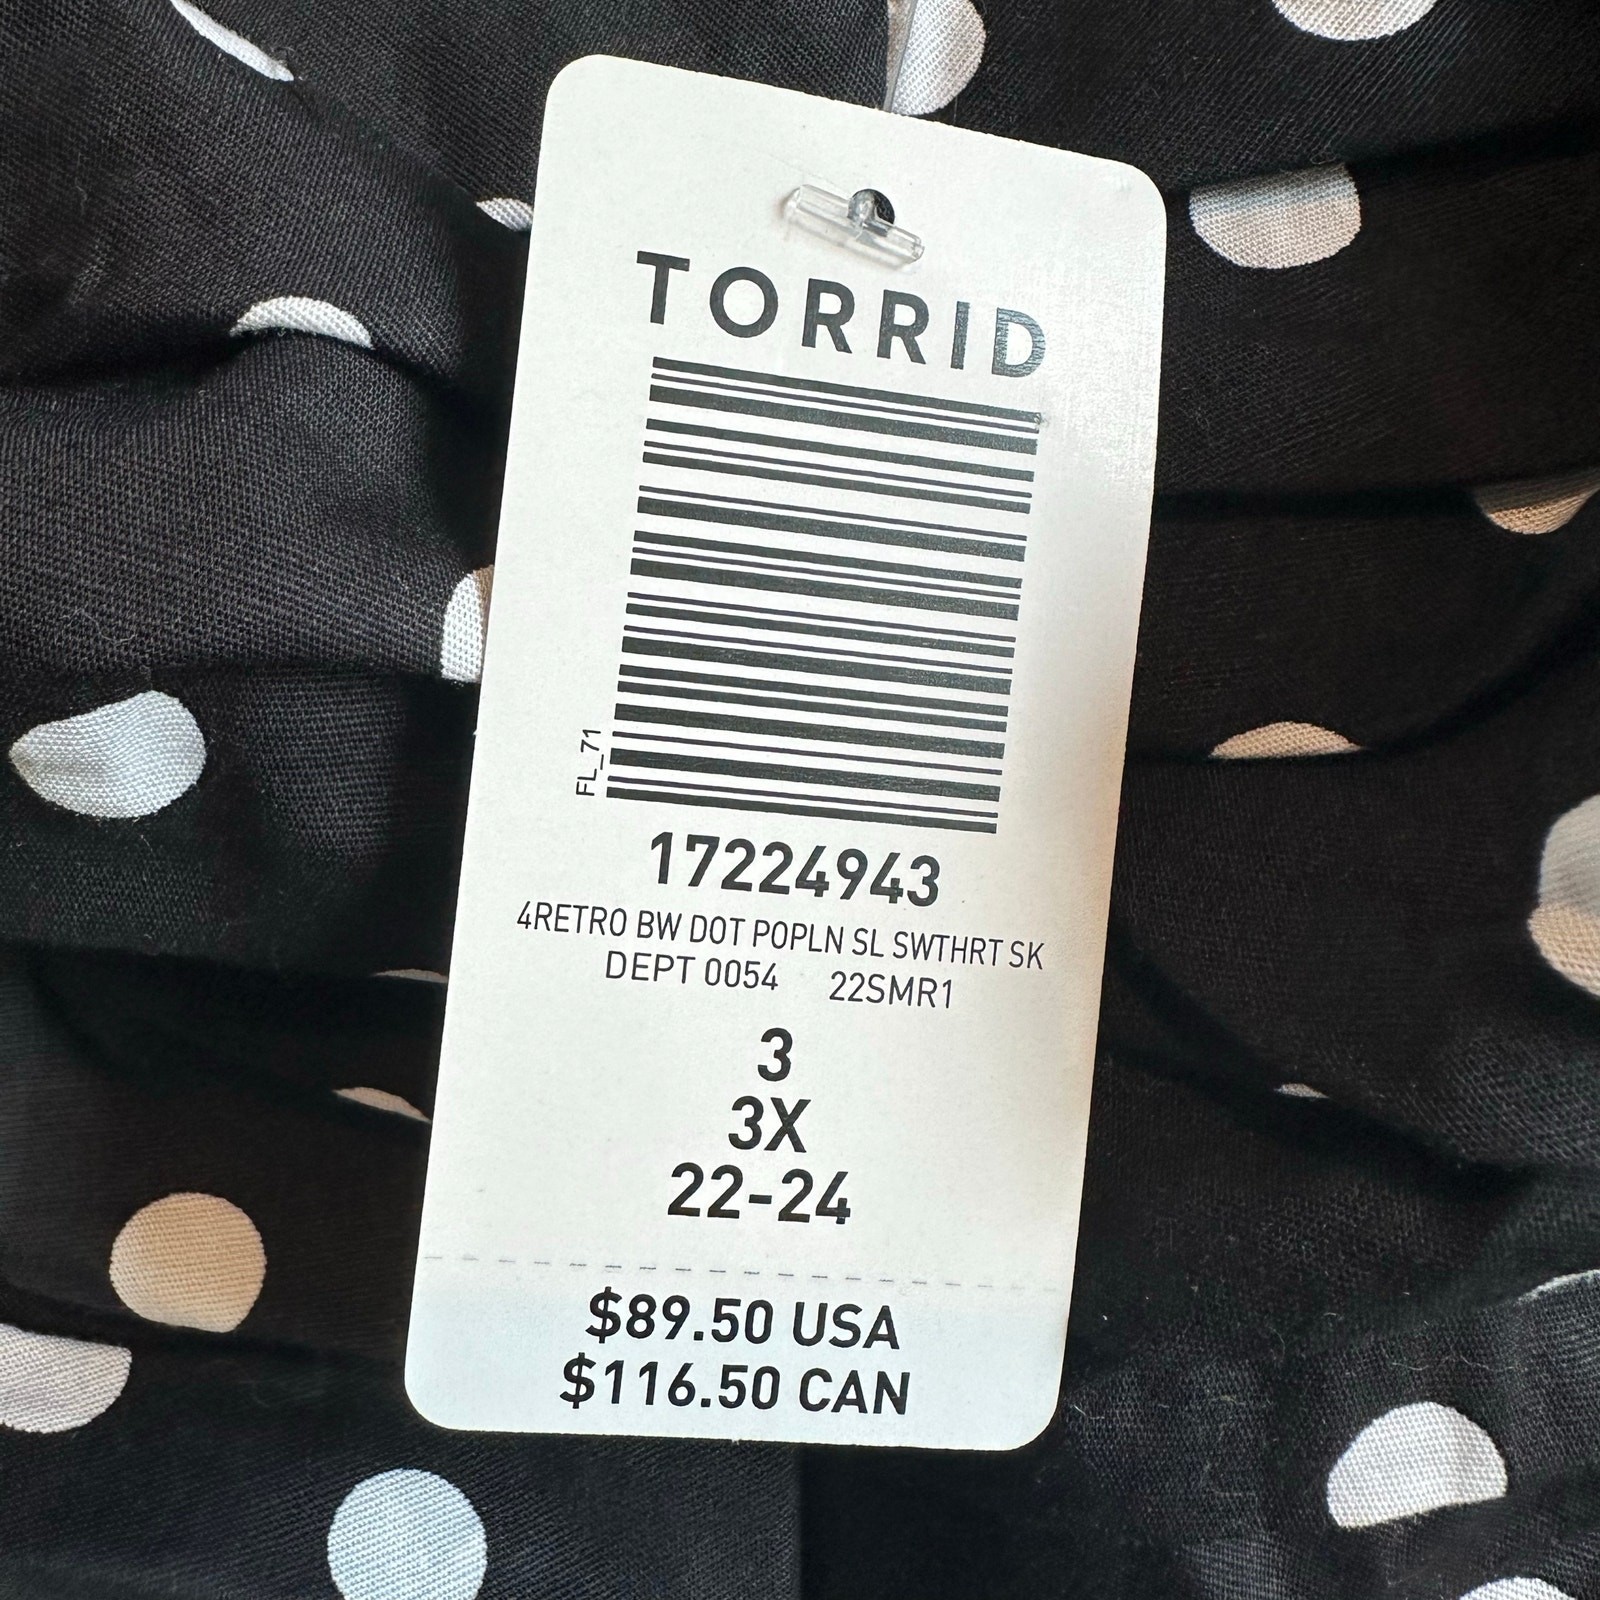 TORRID
FL_71
17224943
4RETRO BW DOT POPLN SL SWTHRT SK
DEPT 0054 22SMR1
3
3X
22-24
$89.50 USA
$116.50 CAN